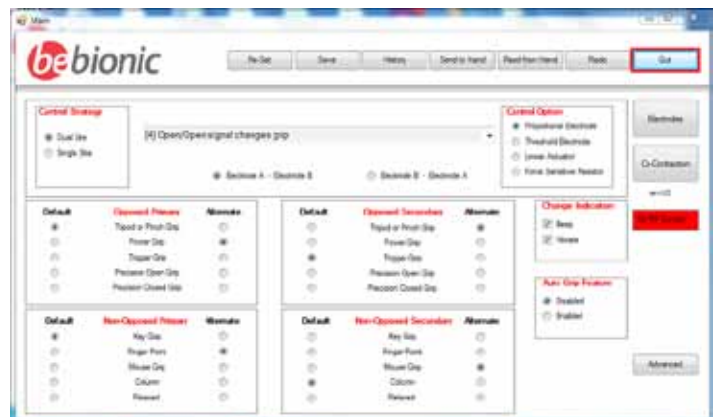 Main
bebionic
Re-Set Save History Send to hand Read from hand Quit
Control Strategy
Dual Site
Single Site
[4] Open/Open signal changes grip
Electrode A - Electrode B
Electrode B - Electrode A
Control Option
Proportional Electrode
Threshold Electrode
Linear Actuator
Force Sensitive Resistor
Electrodes
Co-Contraction
Default Opposed Primary Alternate
Tripod or Pinch Grip
Power Grip
Trigger Grip
Precision Open Grip
Precision Closed Grip
Default Opposed Secondary Alternate
Tripod or Pinch Grip
Power Grip
Trigger Grip
Precision Open Grip
Precision Closed Grip
Change Indication
Beep
Vibrate
Auto Grip Feature
Disabled
Enabled
Default Non-Opposed Primary Alternate
Key Grip
Finger Point
Mouse Grip
Column
Relaxed
Default Non-Opposed Secondary Alternate
Key Grip
Finger Point
Mouse Grip
Column
Relaxed
Advanced